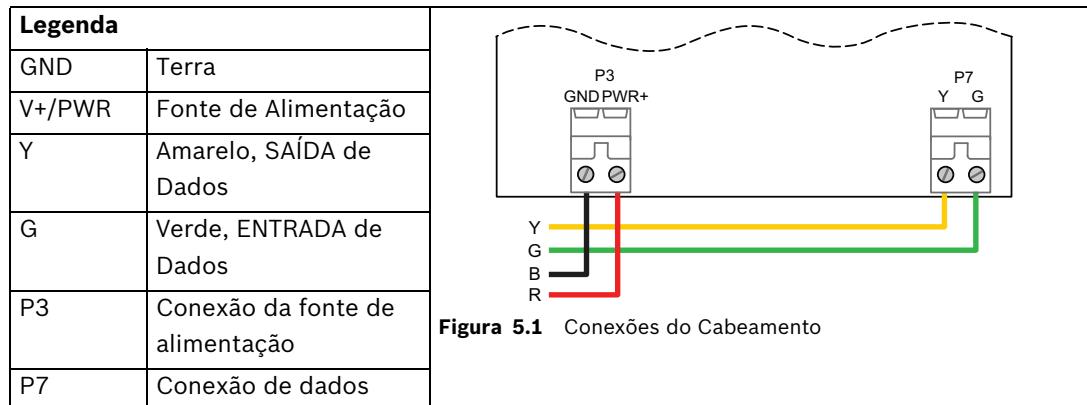 Legenda
GND Terra
V+/PWR Fonte de Alimentação
Y Amarelo, SAÍDA de
Dados
G Verde, ENTRADA de
Dados
P3 Conexão da fonte de
alimentação
P7 Conexão de dados
P3
GND PWR+
P7
Y G
Y
G
B
R
Figura 5.1 Conexões do Cabeamento